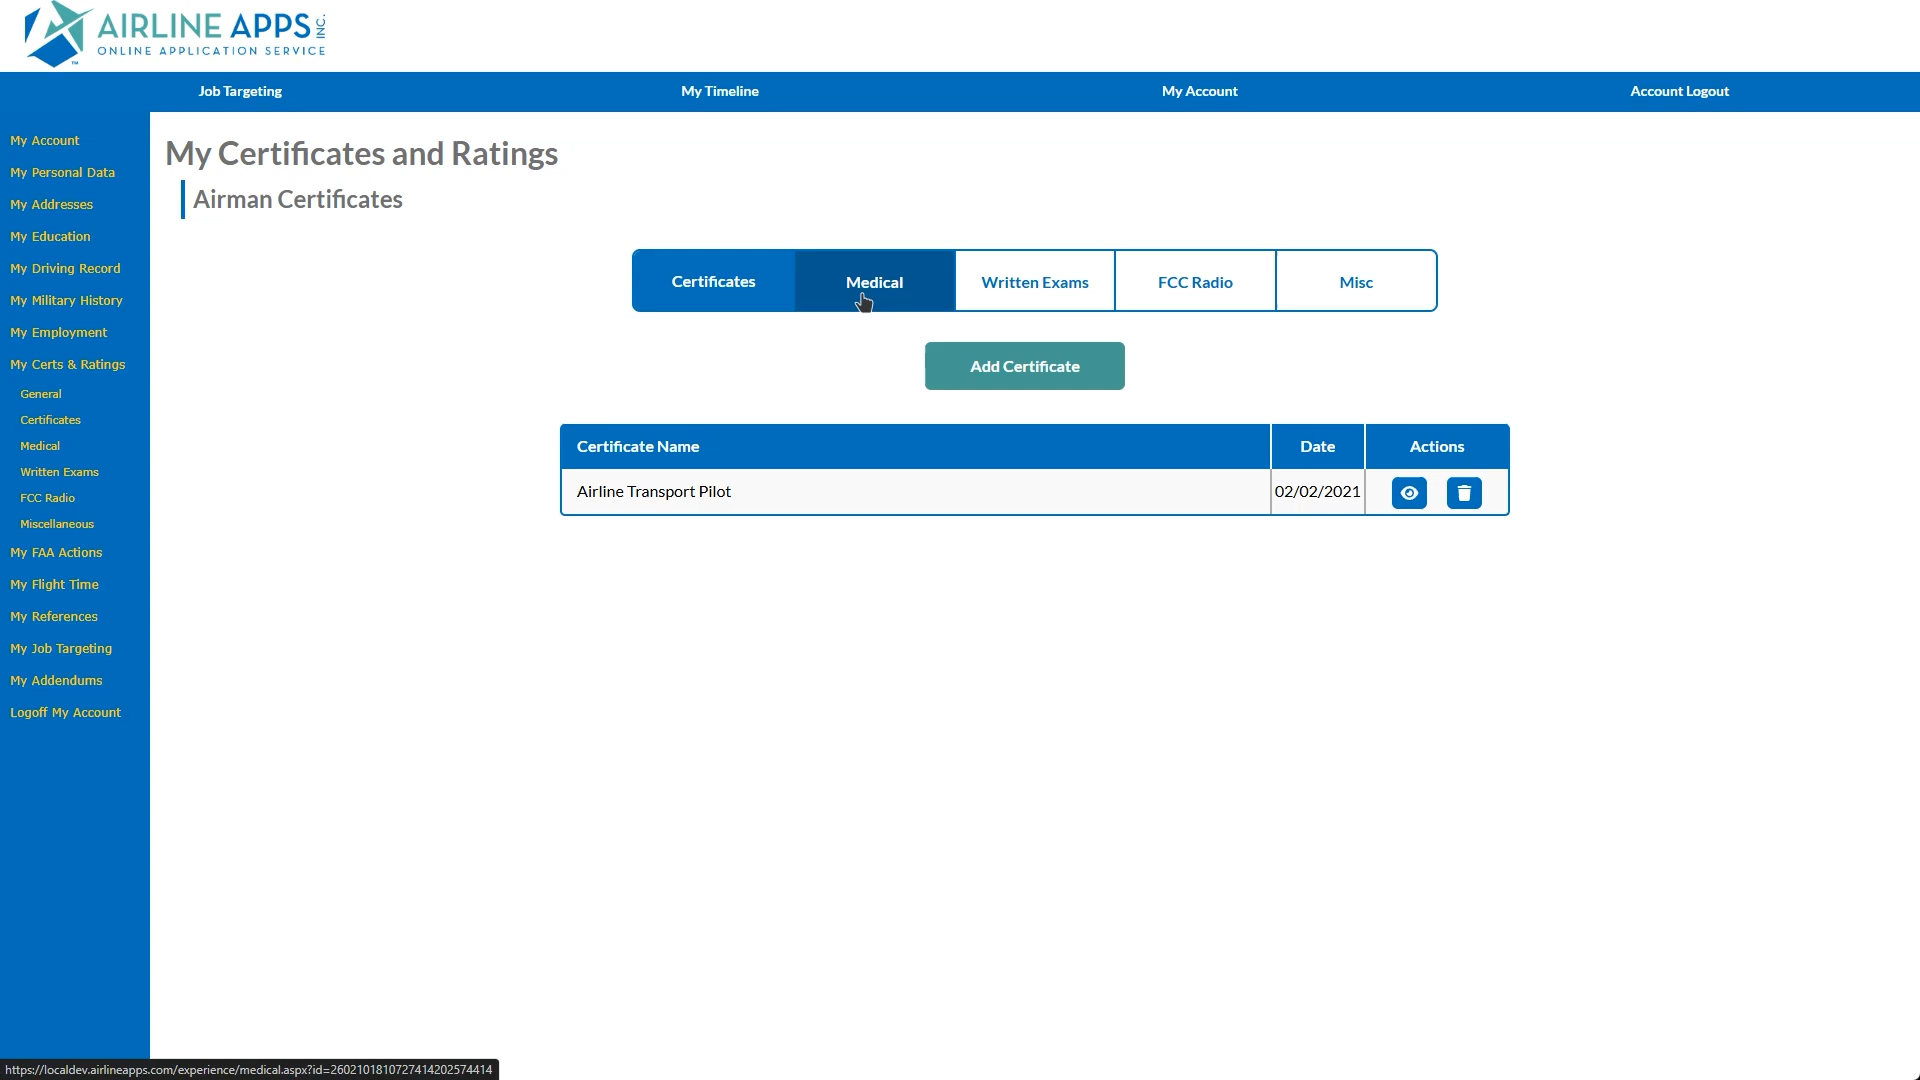 AIRLINE APPS INC.
ONLINE APPLICATION SERVICE
™
Job Targeting
My Timeline
My Account
Account Logout
My Account
My Personal Data
My Addresses
My Education
My Driving Record
My Military History
My Employment
My Certs & Ratings
General
Certificates
Medical
Written Exams
FCC Radio
Miscellaneous
My FAA Actions
My Flight Time
My References
My Job Targeting
My Addendums
Logoff My Account
My Certificates and Ratings
Airman Certificates
Certificates
Medical
Written Exams
FCC Radio
Misc
Add Certificate
Certificate Name
Date
Actions
Airline Transport Pilot
02/02/2021
https://localdev.airlineapps.com/experience/medical.aspx?id=2602101810727414202574414